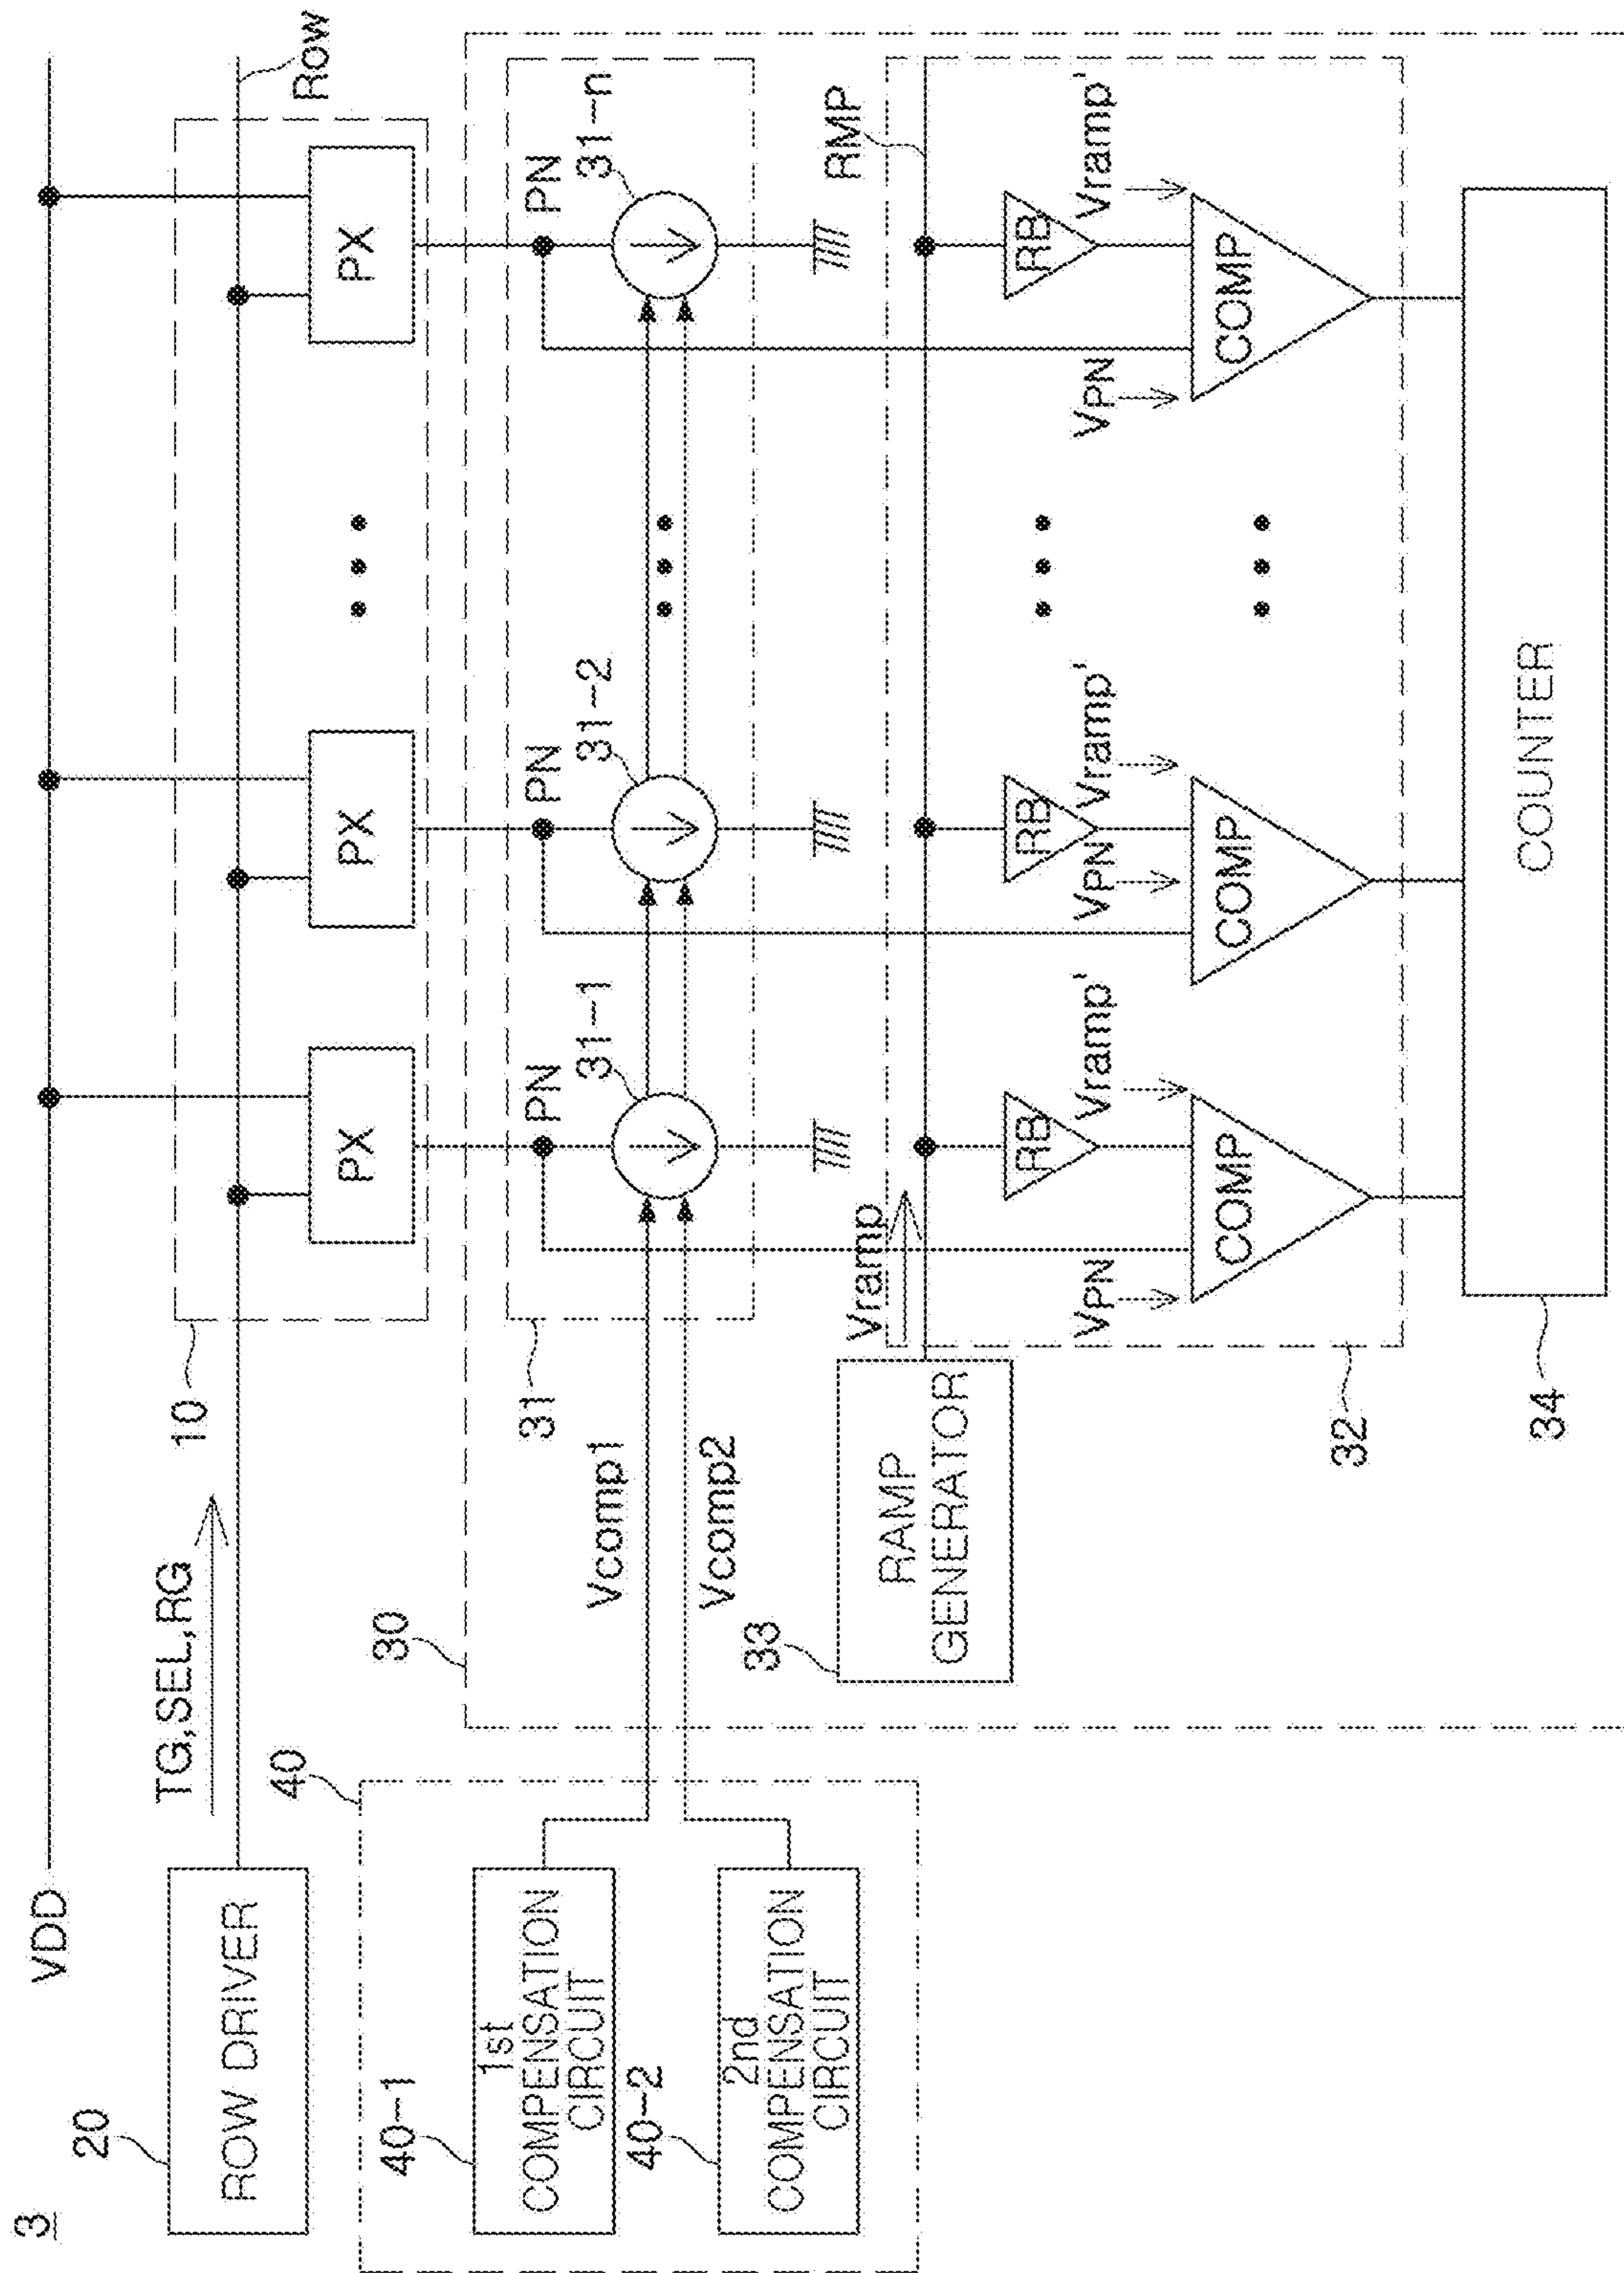 3
VDD
20
ROW DRIVER
TG,SEL,RG
Row
10
PX
PX
PX
40
40-1
1st
COMPENSATION
CIRCUIT
40-2
2nd
COMPENSATION
CIRCUIT
30
Vcomp1
Vcomp2
31
PN
31-1
PN
31-2
PN
31-n
33
RAMP
GENERATOR
Vramp
RMP
RB
RB
RB
VPN
Vramp'
VPN
Vramp'
VPN
Vramp'
COMP
COMP
COMP
32
34
COUNTER